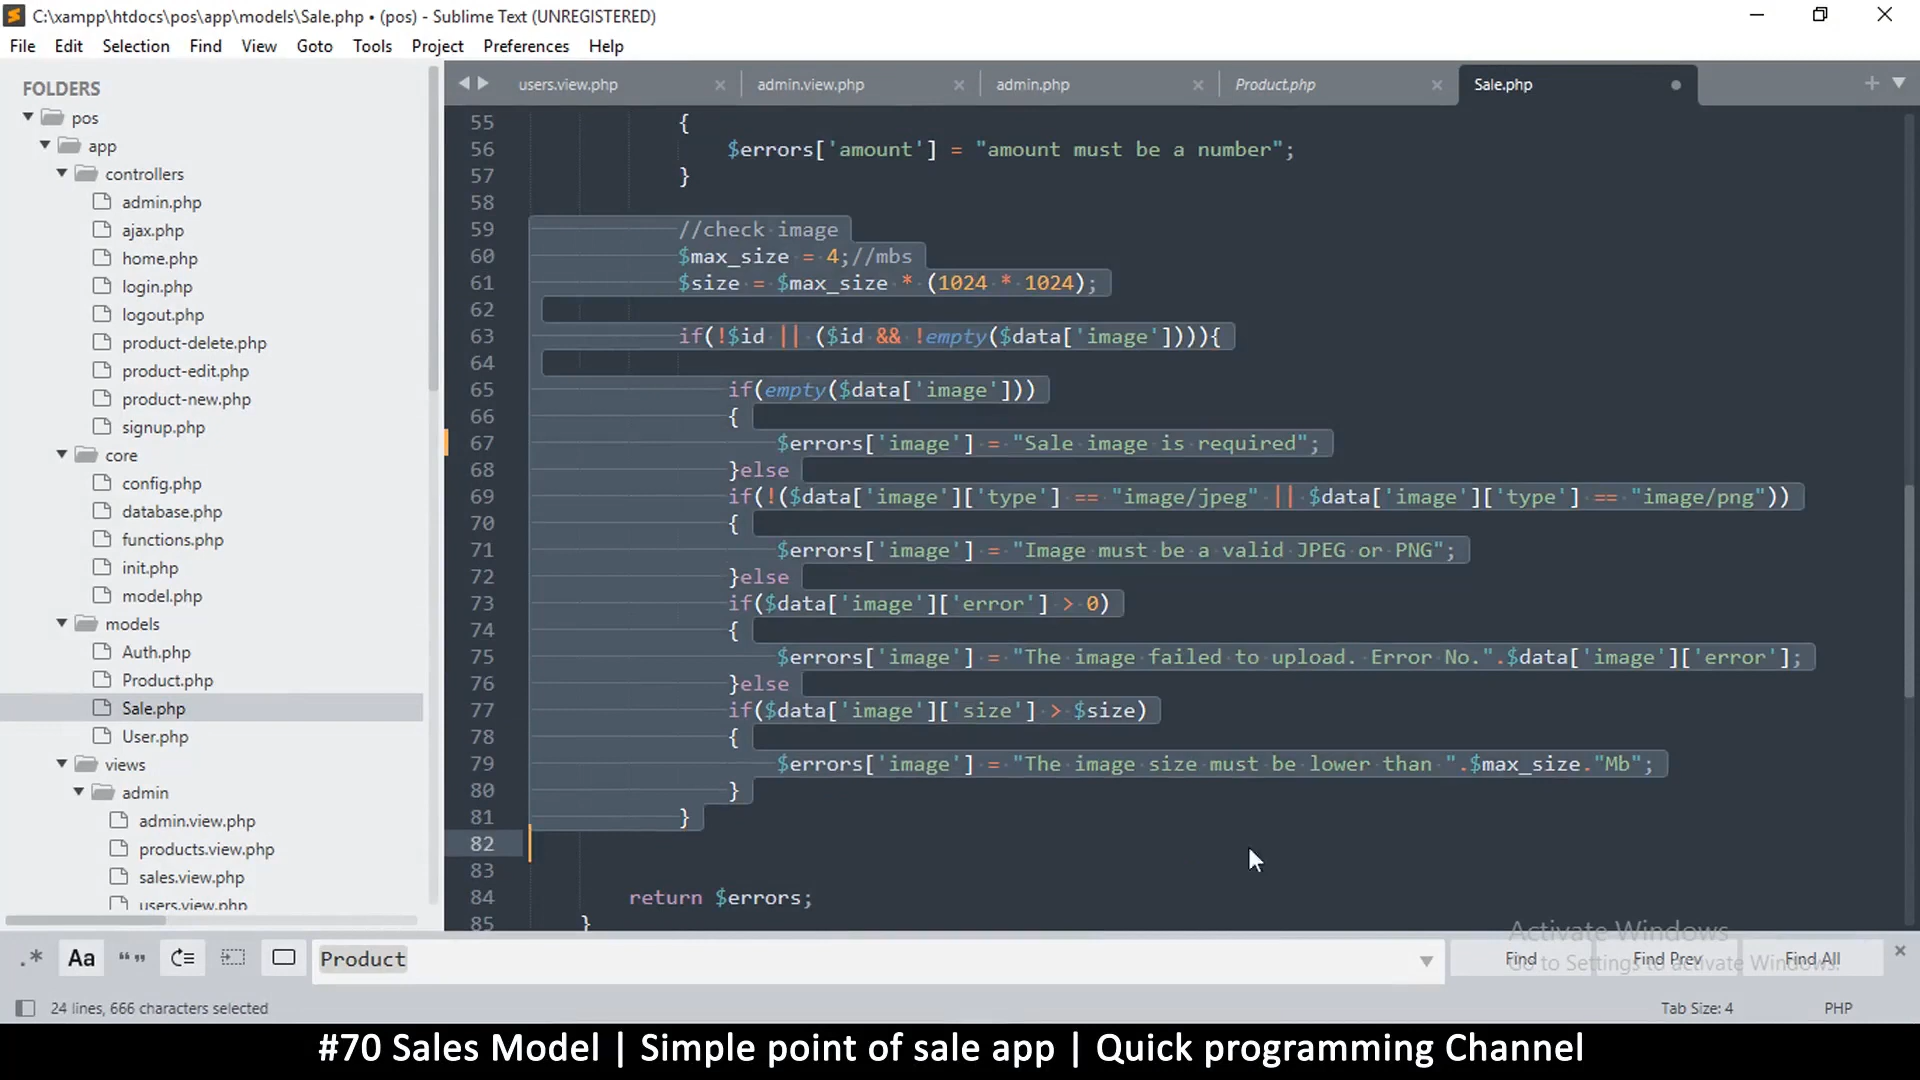 C:\xampp\htdocs\pos\app\models\Sale.php • (pos) - Sublime Text (UNREGISTERED)
File Edit Selection Find View Goto Tools Project Preferences Help
FOLDERS
pos
app
controllers
admin.php
ajax.php
home.php
login.php
logout.php
product-delete.php
product-edit.php
product-new.php
signup.php
core
config.php
database.php
functions.php
init.php
model.php
models
Auth.php
Product.php
Sale.php
User.php
views
admin
admin.view.php
products.view.php
sales.view.php
users.view.php
users.view.php admin.view.php admin.php Product.php Sale.php
55 {
56 $errors['amount'] = "amount must be a number";
57 }
58
59 //check image
60 $max_size = 4;//mbs
61 $size = $max_size * (1024 * 1024);
62
63 if(!$id || ($id && !empty($data['image']))){
64
65 if(empty($data['image']))
66 {
67 $errors['image'] = "Sale image is required";
68 }else
69 if(!($data['image']['type'] == "image/jpeg" || $data['image']['type'] == "image/png"))
70 {
71 $errors['image'] = "Image must be a valid JPEG or PNG";
72 }else
73 if($data['image']['error'] > 0)
74 {
75 $errors['image'] = "The image failed to upload. Error No.".$data['image']['error'];
76 }else
77 if($data['image']['size'] > $size)
78 {
79 $errors['image'] = "The image size must be lower than ".$max_size."Mb";
80 }
81 }
82
83
84 return $errors;
85 }
Activate Windows
Go to Settings to activate Windows.
.* Aa “” Product Find Find Prev Find All
24 lines, 666 characters selected Tab Size: 4 PHP
#70 Sales Model | Simple point of sale app | Quick programming Channel